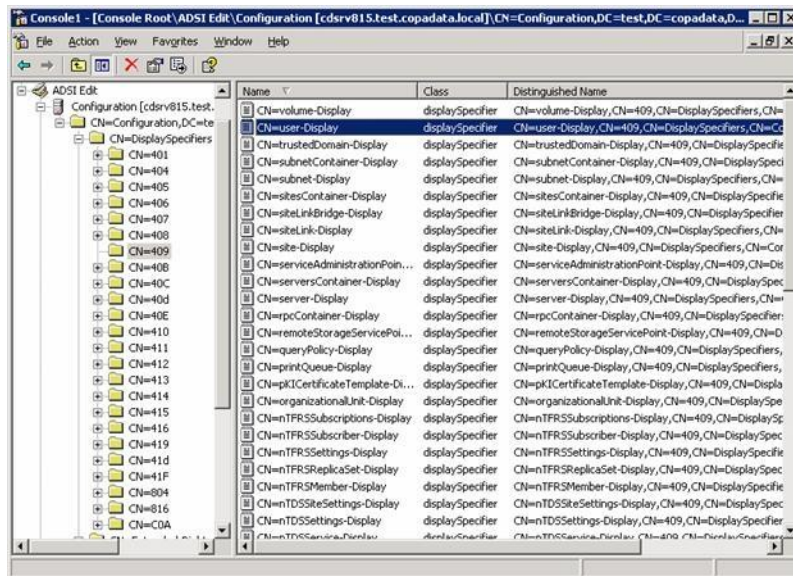 Console1 - [Console Root\ADSI Edit\Configuration [cdsrv815.test.copadata.local]\CN=Configuration,DC=test,DC=copadata,D...
File Action View Favorites Window Help
ADSI Edit
Configuration [cdsrv815.test.
CN=Configuration,DC=te
CN=DisplaySpecifiers
CN=401
CN=404
CN=405
CN=406
CN=407
CN=408
CN=409
CN=40B
CN=40C
CN=40d
CN=40E
CN=410
CN=411
CN=412
CN=413
CN=414
CN=415
CN=416
CN=419
CN=41d
CN=41F
CN=804
CN=816
CN=C0A
Name Class Distinguished Name
CN=volume-Display displaySpecifier CN=volume-Display,CN=409,CN=DisplaySpecifiers,CN=
CN=user-Display displaySpecifier CN=user-Display,CN=409,CN=DisplaySpecifiers,CN=Co
CN=trustedDomain-Display displaySpecifier CN=trustedDomain-Display,CN=409,CN=DisplaySpecifie
CN=subnetContainer-Display displaySpecifier CN=subnetContainer-Display,CN=409,CN=DisplaySpeci
CN=subnet-Display displaySpecifier CN=subnet-Display,CN=409,CN=DisplaySpecifiers,CN=
CN=sitesContainer-Display displaySpecifier CN=sitesContainer-Display,CN=409,CN=DisplaySpecifie
CN=siteLinkBridge-Display displaySpecifier CN=siteLinkBridge-Display,CN=409,CN=DisplaySpecifier
CN=siteLink-Display displaySpecifier CN=siteLink-Display,CN=409,CN=DisplaySpecifiers,CN=
CN=site-Display displaySpecifier CN=site-Display,CN=409,CN=DisplaySpecifiers,CN=Cor
CN=serviceAdministrationPoin... displaySpecifier CN=serviceAdministrationPoint-Display,CN=409,CN=Dis
CN=serversContainer-Display displaySpecifier CN=serversContainer-Display,CN=409,CN=DisplaySpec
CN=server-Display displaySpecifier CN=server-Display,CN=409,CN=DisplaySpecifiers,CN=
CN=rpcContainer-Display displaySpecifier CN=rpcContainer-Display,CN=409,CN=DisplaySpecifier
CN=remoteStorageServicePoi... displaySpecifier CN=remoteStorageServicePoint-Display,CN=409,CN=D
CN=queryPolicy-Display displaySpecifier CN=queryPolicy-Display,CN=409,CN=DisplaySpecifiers,
CN=printQueue-Display displaySpecifier CN=printQueue-Display,CN=409,CN=DisplaySpecifiers,
CN=pKICertificateTemplate-Di... displaySpecifier CN=pKICertificateTemplate-Display,CN=409,CN=Displa
CN=organizationalUnit-Display displaySpecifier CN=organizationalUnit-Display,CN=409,CN=DisplaySpe
CN=nTFRSSubscriptions-Display displaySpecifier CN=nTFRSSubscriptions-Display,CN=409,CN=DisplaySp
CN=nTFRSSubscriber-Display displaySpecifier CN=nTFRSSubscriber-Display,CN=409,CN=DisplaySpec
CN=nTFRSSettings-Display displaySpecifier CN=nTFRSSettings-Display,CN=409,CN=DisplaySpecifie
CN=nTFRSReplicaSet-Display displaySpecifier CN=nTFRSReplicaSet-Display,CN=409,CN=DisplaySpec
CN=nTFRSMember-Display displaySpecifier CN=nTFRSMember-Display,CN=409,CN=DisplaySpecifie
CN=nTDSSiteSettings-Display displaySpecifier CN=nTDSSiteSettings-Display,CN=409,CN=DisplaySpec
CN=nTDSSettings-Display displaySpecifier CN=nTDSSettings-Display,CN=409,CN=DisplaySpecifier
CN=nTDSService-Display displaySpecifier CN=nTDSService-Display,CN=409,CN=DisplaySpecifiers